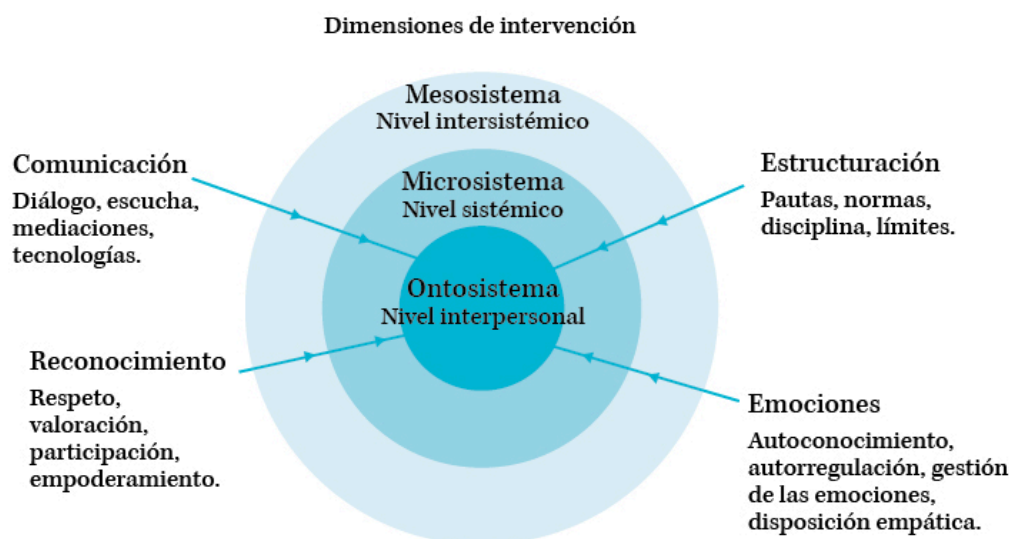 Dimensiones de intervención
Mesosistema
Nivel intersistémico
Comunicación
Diálogo, escucha,
mediaciones,
tecnologías.
Microsistema
Nivel sistémico
Estructuración
Pautas, normas,
disciplina, límites.
Ontosistema
Nivel interpersonal
Reconocimiento
Respeto,
valoración,
participación,
empoderamiento.
Emociones
Autoconocimiento,
autorregulación, gestión
de las emociones,
disposición empática.